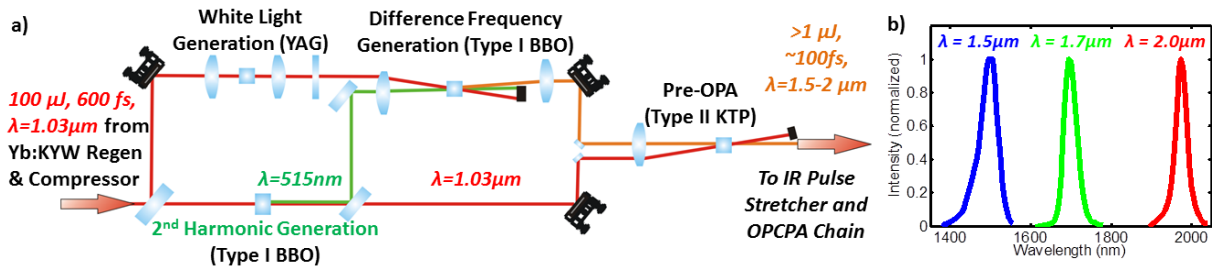 a)
White Light
Generation (YAG)
Difference Frequency
Generation (Type I BBO)
>1 µJ,
~100fs,
λ=1.5-2 µm
100 µJ, 600 fs,
λ=1.03µm from
Yb:KYW Regen
& Compressor
Pre-OPA
(Type II KTP)
λ=515nm
λ=1.03µm
2nd Harmonic Generation
(Type I BBO)
To IR Pulse
Stretcher and
OPCPA Chain
b)
λ = 1.5µm
λ = 1.7µm
λ = 2.0µm
Intensity (normalized)
1
0.8
0.6
0.4
0.2
0
1400
1600
1800
2000
Wavelength (nm)